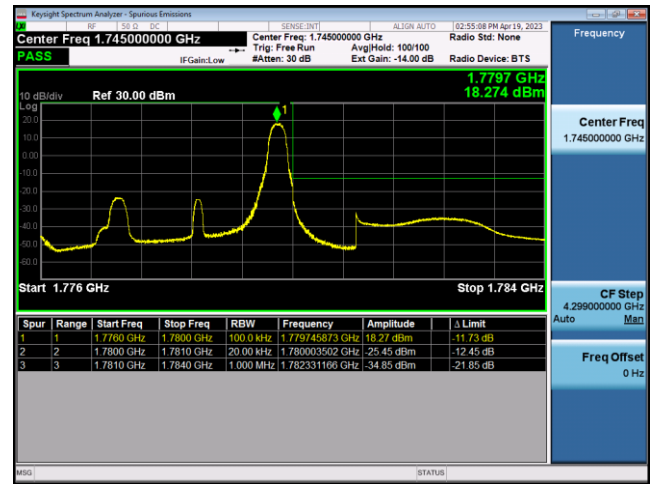 Keysight Spectrum Analyzer - Spurious Emissions
RF 50 Ω DC SENSE:INT ALIGN AUTO 02:55:08 PM Apr 19, 2023
Center Freq 1.745000000 GHz
Center Freq: 1.745000000 GHz Radio Std: None
Trig: Free Run Avg|Hold: 100/100
PASS IFGain:Low #Atten: 30 dB Ext Gain: -14.00 dB Radio Device: BTS
Frequency
1.7797 GHz
18.274 dBm
10 dB/div Ref 30.00 dBm
Log
1
20.0
10.0
0.00
-10.0
-20.0
-30.0
-40.0
-50.0
-60.0
Start 1.776 GHz Stop 1.784 GHz
Center Freq
1.745000000 GHz
CF Step
4.299000000 GHz
Auto Man
Freq Offset
0 Hz
Spur Range Start Freq Stop Freq RBW Frequency Amplitude Δ Limit
1 1 1.7760 GHz 1.7800 GHz 100.0 kHz 1.779745873 GHz 18.27 dBm -11.73 dB
2 2 1.7800 GHz 1.7810 GHz 20.00 kHz 1.780003502 GHz -25.45 dBm -12.45 dB
3 3 1.7810 GHz 1.7840 GHz 1.000 MHz 1.782331166 GHz -34.85 dBm -21.85 dB
MSG STATUS